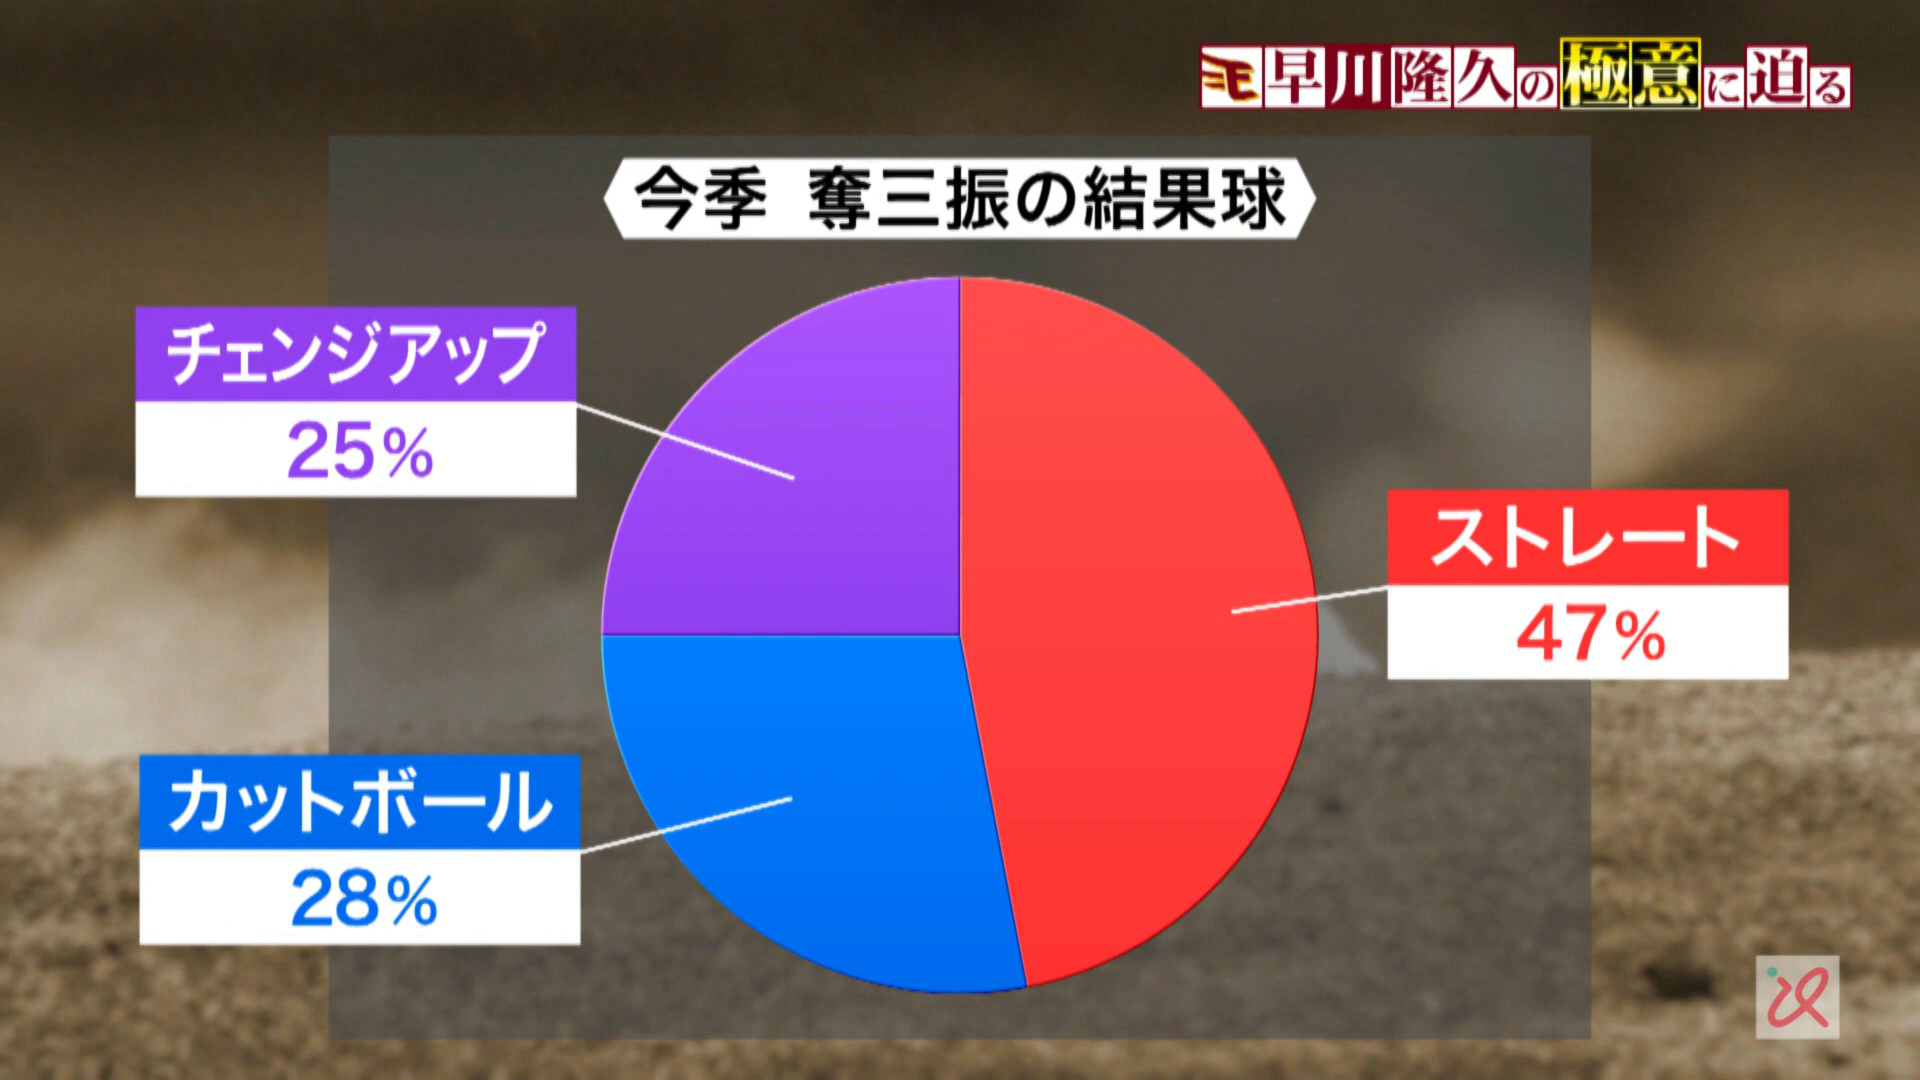 早川隆久の極意に迫る
今季 奪三振の結果球
チェンジアップ
25%
ストレート
47%
カットボール
28%